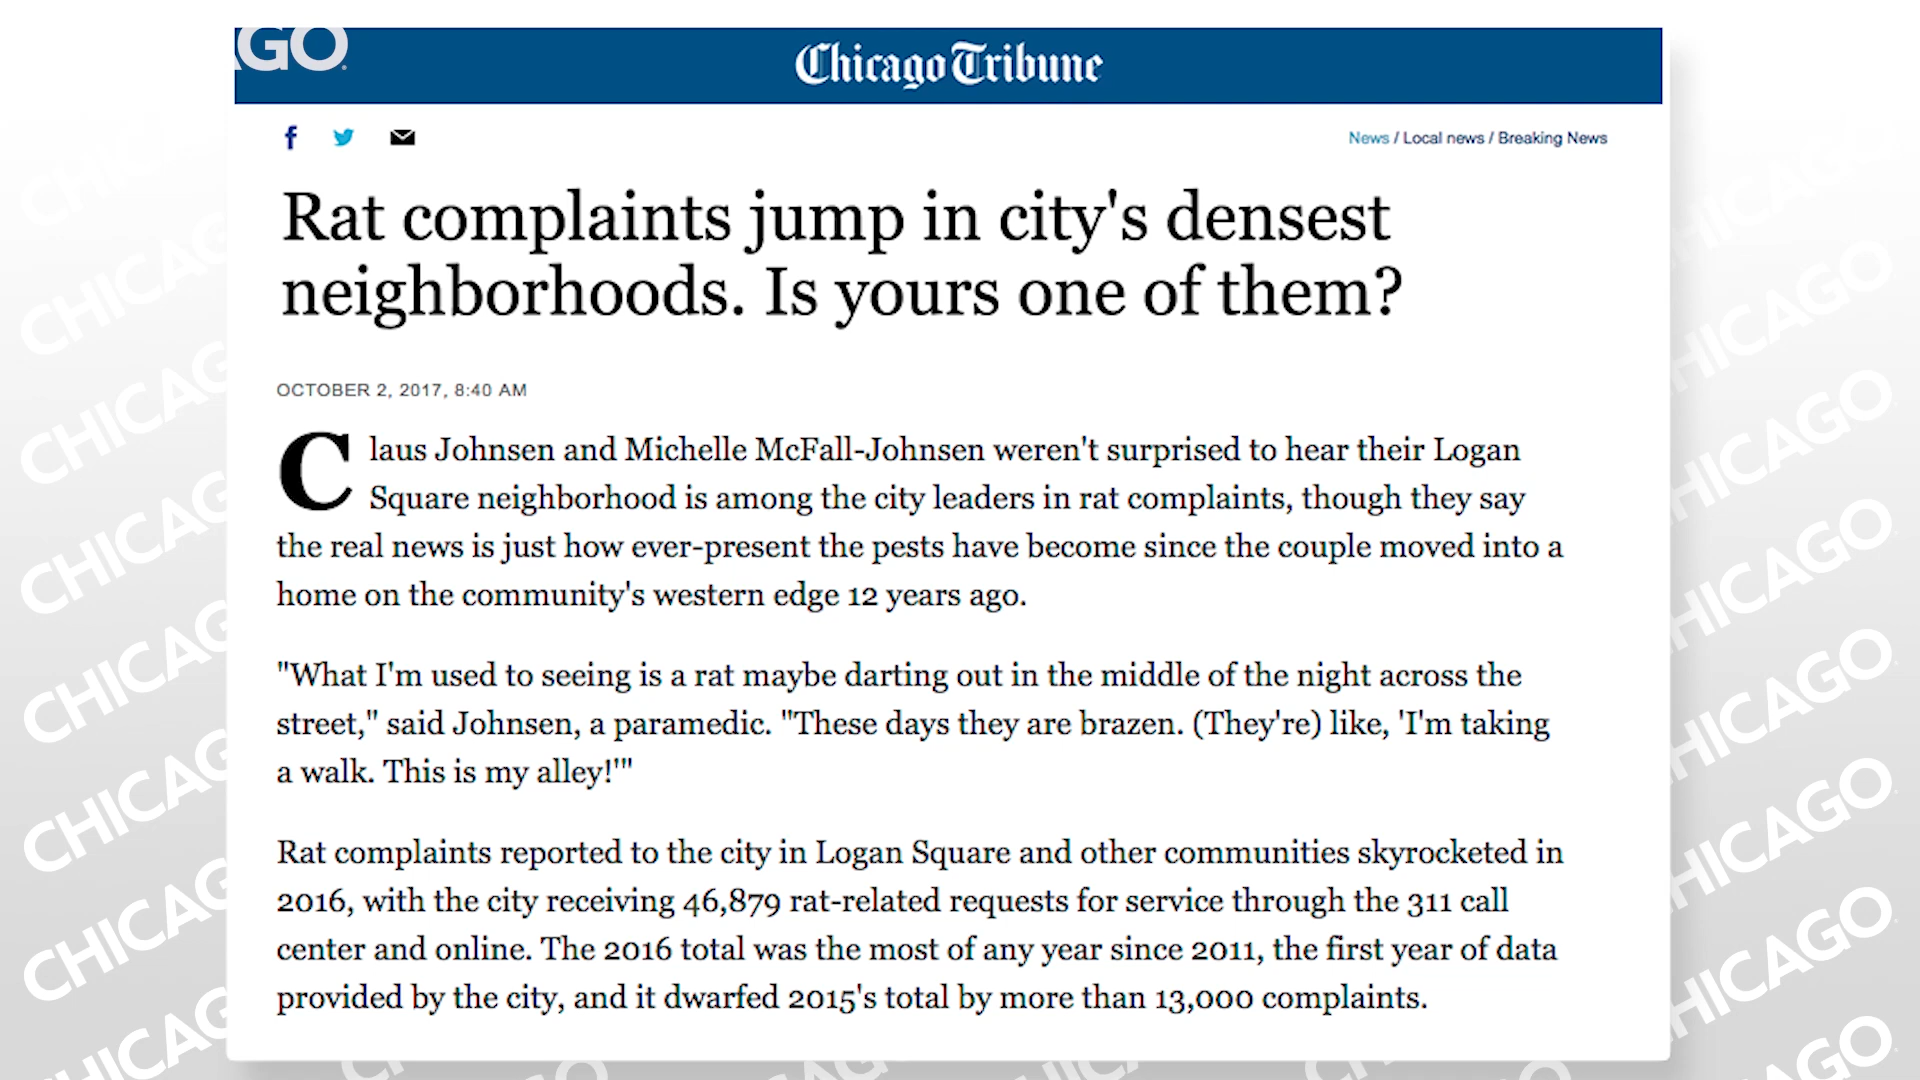 GO.
Chicago Tribune
News / Local news / Breaking News
Rat complaints jump in city's densest
neighborhoods. Is yours one of them?
OCTOBER 2, 2017, 8:40 AM
Claus Johnsen and Michelle McFall-Johnsen weren't surprised to hear their Logan
Square neighborhood is among the city leaders in rat complaints, though they say
the real news is just how ever-present the pests have become since the couple moved into a
home on the community's western edge 12 years ago.
"What I'm used to seeing is a rat maybe darting out in the middle of the night across the
street," said Johnsen, a paramedic. "These days they are brazen. (They're) like, 'I'm taking
a walk. This is my alley!'"
Rat complaints reported to the city in Logan Square and other communities skyrocketed in
2016, with the city receiving 46,879 rat-related requests for service through the 311 call
center and online. The 2016 total was the most of any year since 2011, the first year of data
provided by the city, and it dwarfed 2015's total by more than 13,000 complaints.
CHICAGO
CHICAGO
CHICAGO
CHICAGO
CHICAGO
CHICAGO
CHICAGO
CHICAGO